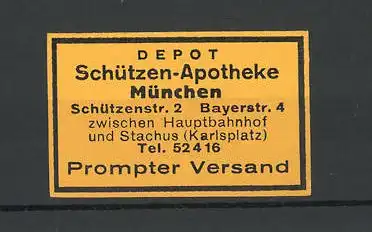 DEPOT
Schützen-Apotheke
München
Schützenstr. 2 Bayerstr. 4
zwischen Hauptbahnhof
und Stachus (Karlsplatz)
Tel. 52416
Prompter Versand